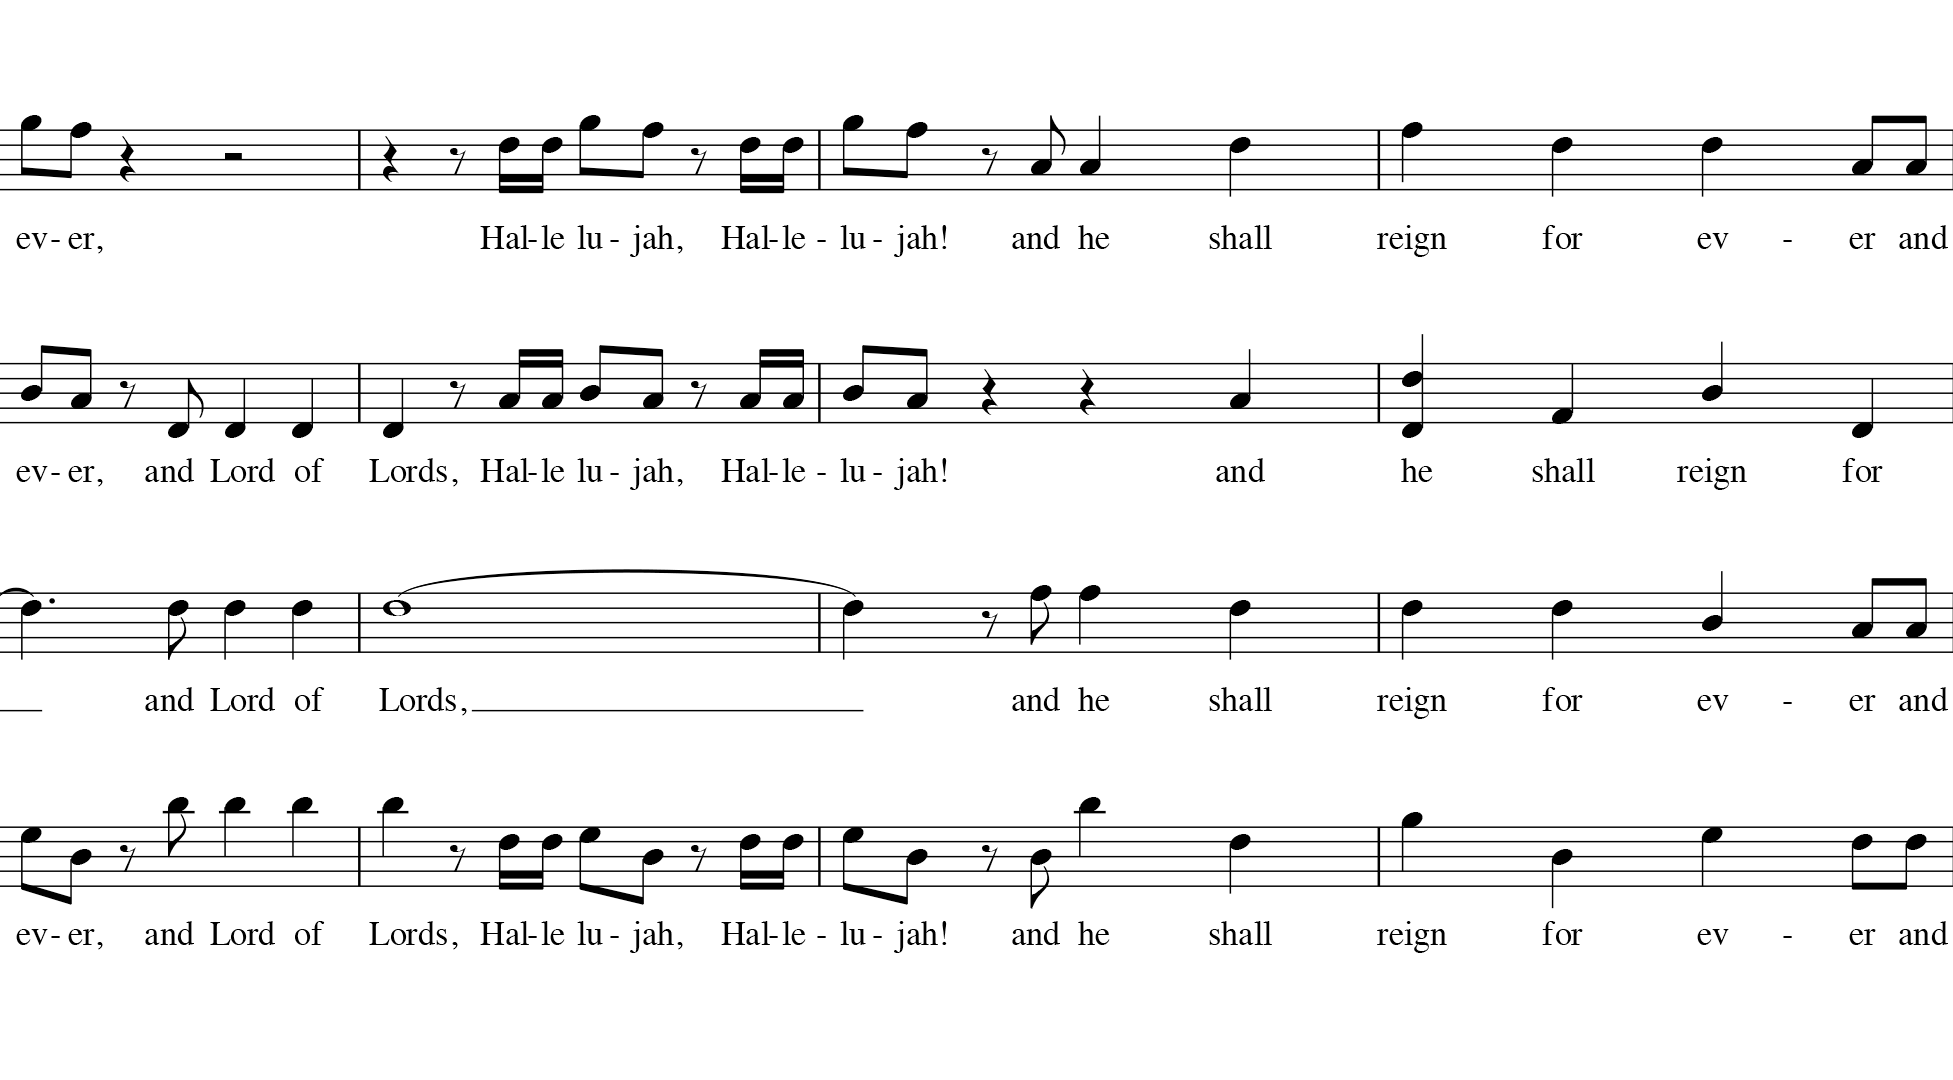 ev- er, Hal-le lu - jah, Hal-le - lu - jah! and he shall reign for ev - er and
ev- er, and Lord of Lords, Hal-le lu - jah, Hal-le - lu - jah! and he shall reign for
and Lord of Lords, and he shall reign for ev - er and
ev- er, and Lord of Lords, Hal-le lu - jah, Hal-le - lu - jah! and he shall reign for ev - er and